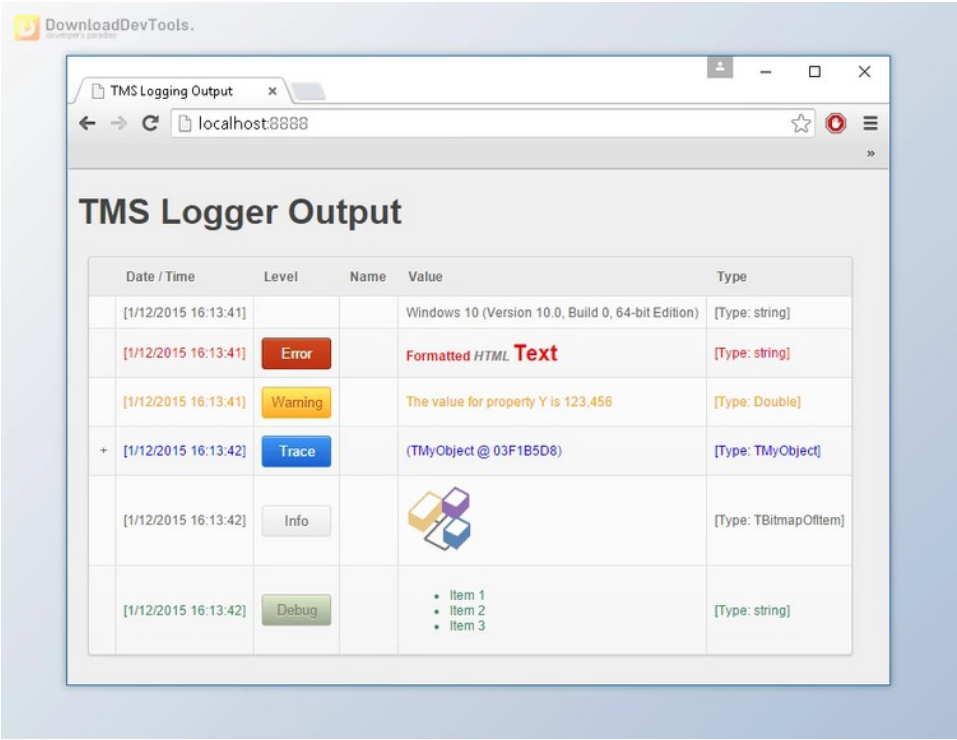 DownloadDevTools.
developer's paradise
TMS Logging Output
localhost:8888
TMS Logger Output
Date / Time Level Name Value Type
[1/12/2015 16:13:41] Windows 10 (Version 10.0, Build 0, 64-bit Edition) [Type: string]
[1/12/2015 16:13:41] Error Formatted HTML Text [Type: string]
[1/12/2015 16:13:41] Warning The value for property Y is 123,456 [Type: Double]
+ [1/12/2015 16:13:42] Trace (TMyObject @ 03F1B5D8) [Type: TMyObject]
[1/12/2015 16:13:42] Info [Type: TBitmapOfItem]
[1/12/2015 16:13:42] Debug • Item 1
• Item 2 [Type: string]
• Item 3